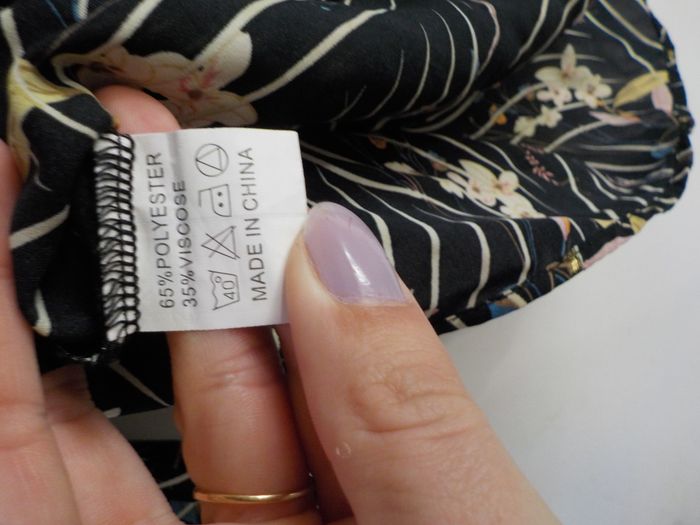 65%POLYESTER
35%VISCOSE
40°
MADE IN CHINA